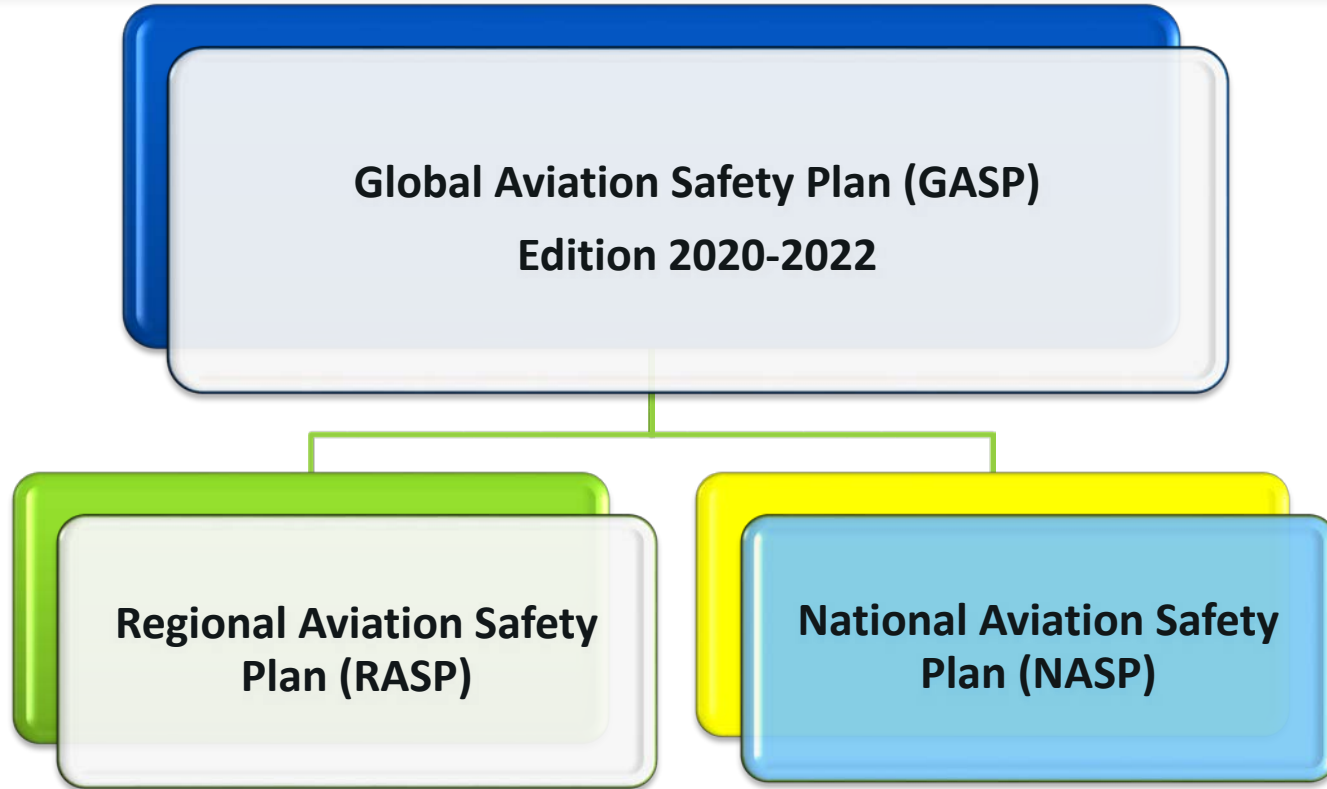 Global Aviation Safety Plan (GASP)
Edition 2020-2022
Regional Aviation Safety
Plan (RASP)
National Aviation Safety
Plan (NASP)